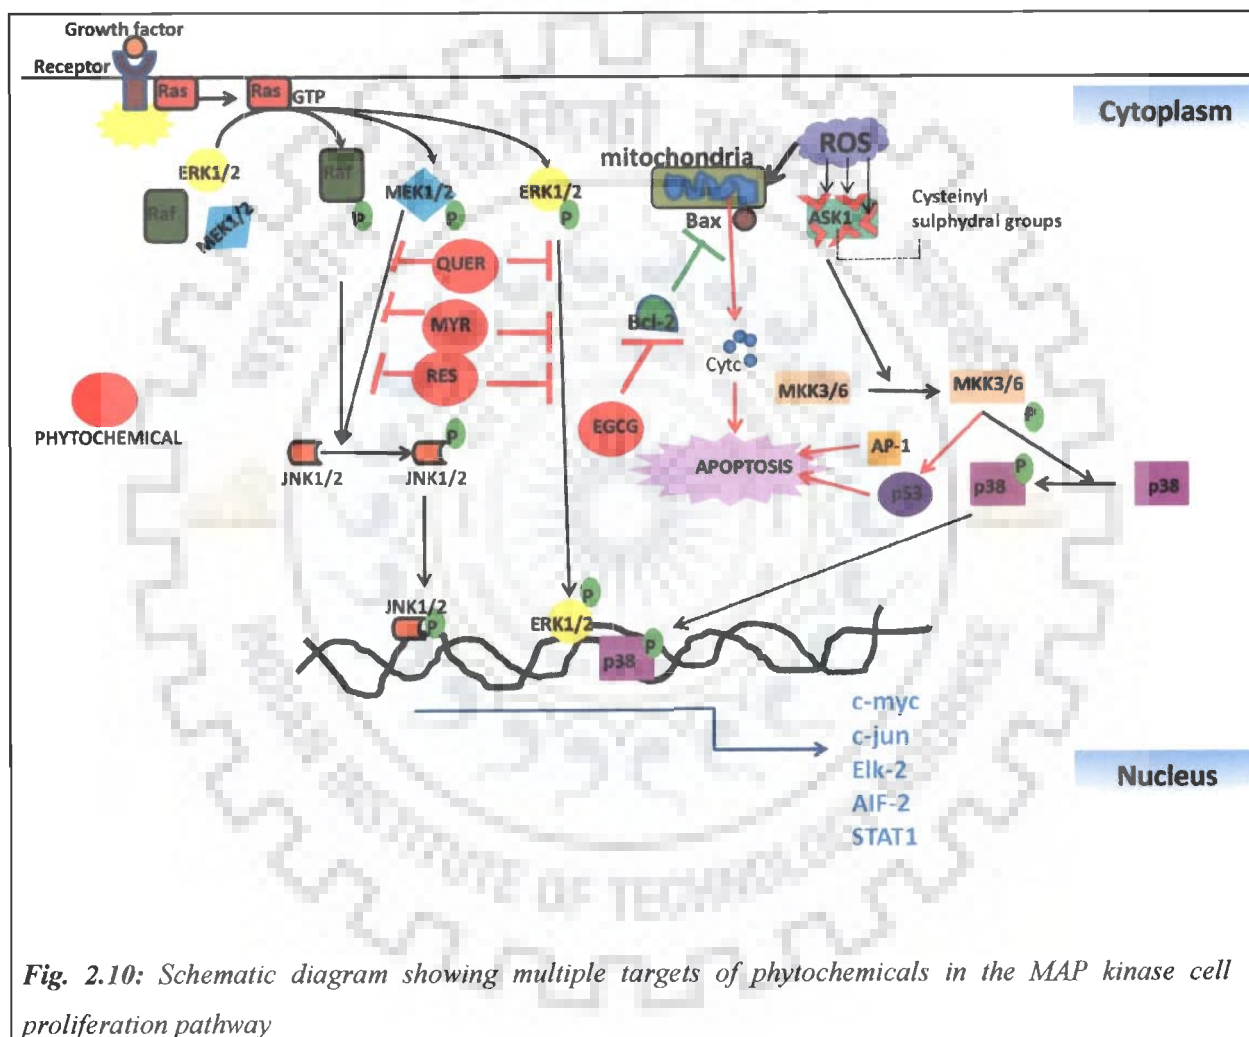 Growth factor
Receptor
Ras
Ras
GTP
Cytoplasm
ERK1/2
Raf
MEK1/2
Raf
P
MEK1/2
P
ERK1/2
P
mitochondria
Bax
ROS
ASK1
Cysteinyl
sulphydral groups
QUER
MYR
RES
Bcl-2
EGCG
Cytc
MKK3/6
MKK3/6
P
PHYTOCHEMICAL
JNK1/2
P
JNK1/2
APOPTOSIS
AP-1
p53
p38
P
p38
JNK1/2
P
ERK1/2
P
p38
P
c-myc
c-jun
Elk-2
AIF-2
STAT1
Nucleus
INSTITUTE OF TECHNOLOGY
Fig. 2.10: Schematic diagram showing multiple targets of phytochemicals in the MAP kinase cell
proliferation pathway